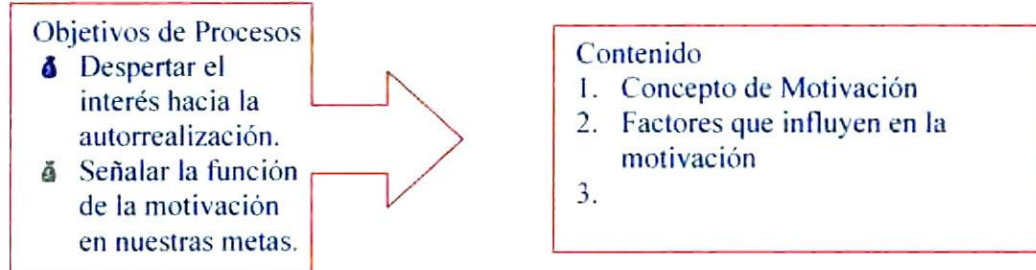 Objetivos de Procesos
Despertar el
interés hacia la
autorrealización.
Señalar la función
de la motivación
en nuestras metas.
Contenido
1. Concepto de Motivación
2. Factores que influyen en la
motivación
3.